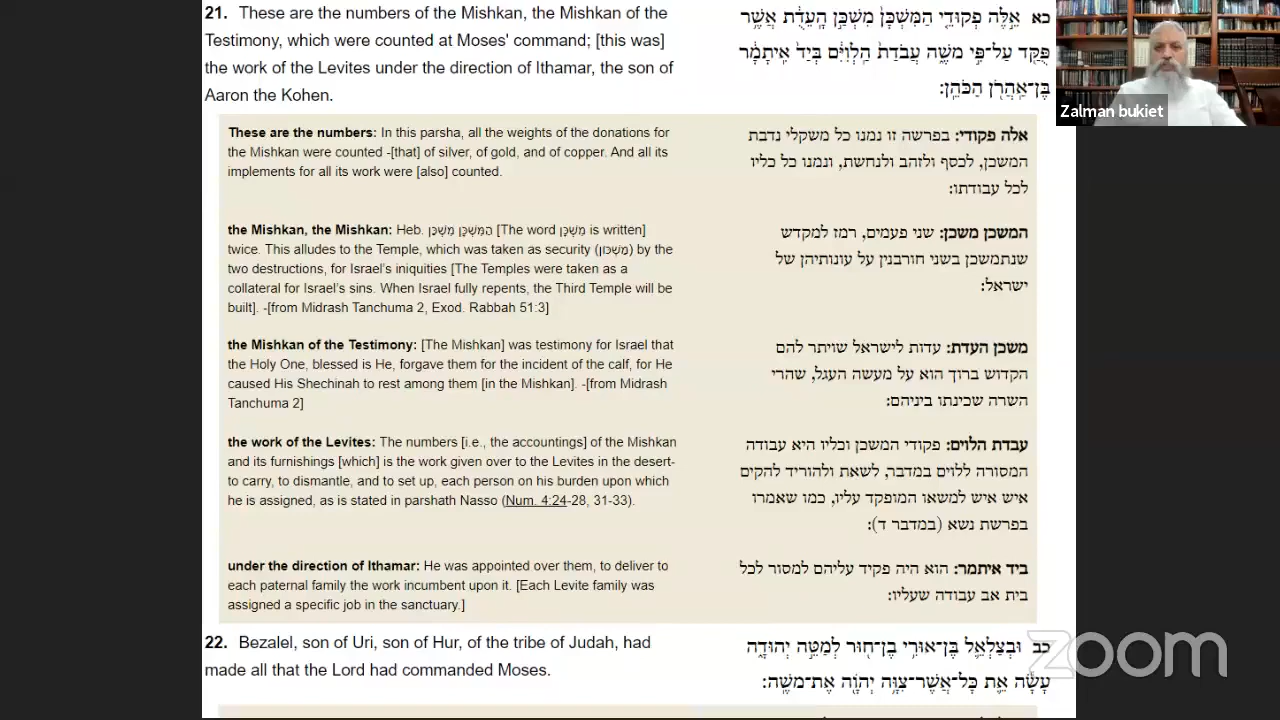 21. These are the numbers of the Mishkan, the Mishkan of the
Testimony, which were counted at Moses' command; [this was]
the work of the Levites under the direction of Ithamar, the son of
Aaron the Kohen.
כא אֵ֣לֶּה פְקוּדֵ֤י הַמִּשְׁכָּן֙ מִשְׁכַּ֣ן הָֽעֵדֻ֔ת אֲשֶׁ֥ר
פֻּקַּ֖ד עַל־פִּ֣י משֶׁ֑ה עֲבֹדַת֙ הַֽלְוִיִּ֔ם בְּיַד֙ אִֽיתָמָ֔ר
בֶּן־אַֽהֲרֹ֖ן הַכֹּהֵֽן:
These are the numbers: In this parsha, all the weights of the donations for
the Mishkan were counted -[that] of silver, of gold, and of copper. And all its
implements for all its work were [also] counted.
אלה פקודי: בפרשה זו נמנו כל משקלי נדבת
המשכן, לכסף ולזהב ולנחשת, ונמנו כל כליו
לכל עבודתו:
the Mishkan, the Mishkan: Heb. הַמִּשְׁכָּן מִשְׁכַּן [The word מִשְׁכָּן is written]
twice. This alludes to the Temple, which was taken as security (מַשְׁכּוֹן) by the
two destructions, for Israel's iniquities [The Temples were taken as a
collateral for Israel's sins. When Israel fully repents, the Third Temple will be
built]. -[from Midrash Tanchuma 2, Exod. Rabbah 51:3]
המשכן משכן: שני פעמים, רמז למקדש
שנתמשכן בשני חורבנין על עונותיהן של
ישראל:
the Mishkan of the Testimony: [The Mishkan] was testimony for Israel that
the Holy One, blessed is He, forgave them for the incident of the calf, for He
caused His Shechinah to rest among them [in the Mishkan]. -[from Midrash
Tanchuma 2]
משכן העדת: עדות לישראל שויתר להם
הקדוש ברוך הוא על מעשה העגל, שהרי
השרה שכינתו ביניהם:
the work of the Levites: The numbers [i.e., the accountings] of the Mishkan
and its furnishings [which] is the work given over to the Levites in the desert-
to carry, to dismantle, and to set up, each person on his burden upon which
he is assigned, as is stated in parshath Nasso (Num. 4:24-28, 31-33).
עבדת הלוים: פקודי המשכן וכליו היא עבודה
המסורה ללוים במדבר, לשאת ולהוריד ולהקים
איש איש למשאו המופקד עליו, כמו שאמרו
בפרשת נשא (במדבר ד):
under the direction of Ithamar: He was appointed over them, to deliver to
each paternal family the work incumbent upon it. [Each Levite family was
assigned a specific job in the sanctuary.]
ביד איתמר: הוא היה פקיד עליהם למסור לכל
בית אב עבודה שעליו:
22. Bezalel, son of Uri, son of Hur, of the tribe of Judah, had
made all that the Lord had commanded Moses.
כב וּבְצַלְאֵ֛ל בֶּן־אוּרִ֥י בֶן־ח֖וּר לְמַטֵּ֣ה יְהוּדָ֑ה
עָשָׂ֕ה אֵ֛ת כָּל־אֲשֶׁר־צִוָּ֥ה יְהֹוָ֖ה אֶת־משֶֽׁה:
Zalman bukiet
zoom